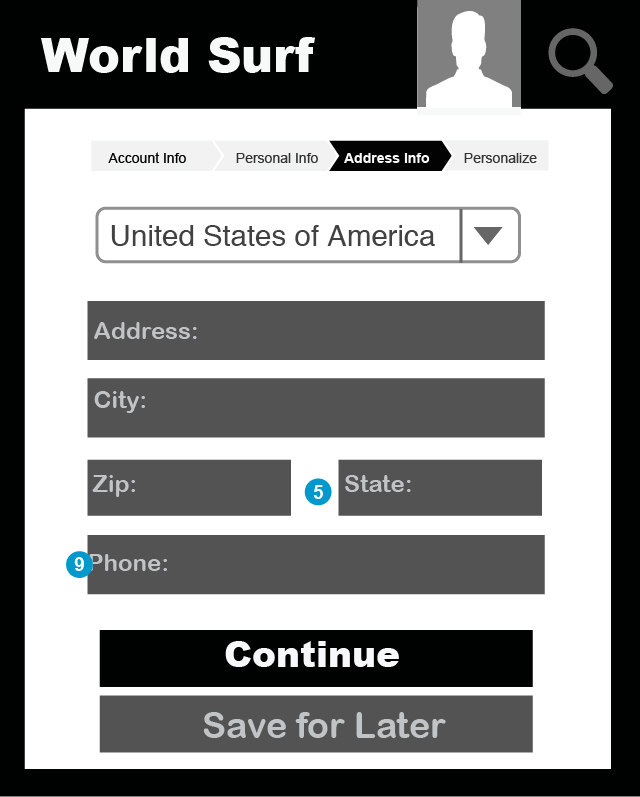 World Surf
Account Info Personal Info Address Info Personalize
United States of America
Address:
City:
Zip: 5 State:
9 Phone:
Continue
Save for Later